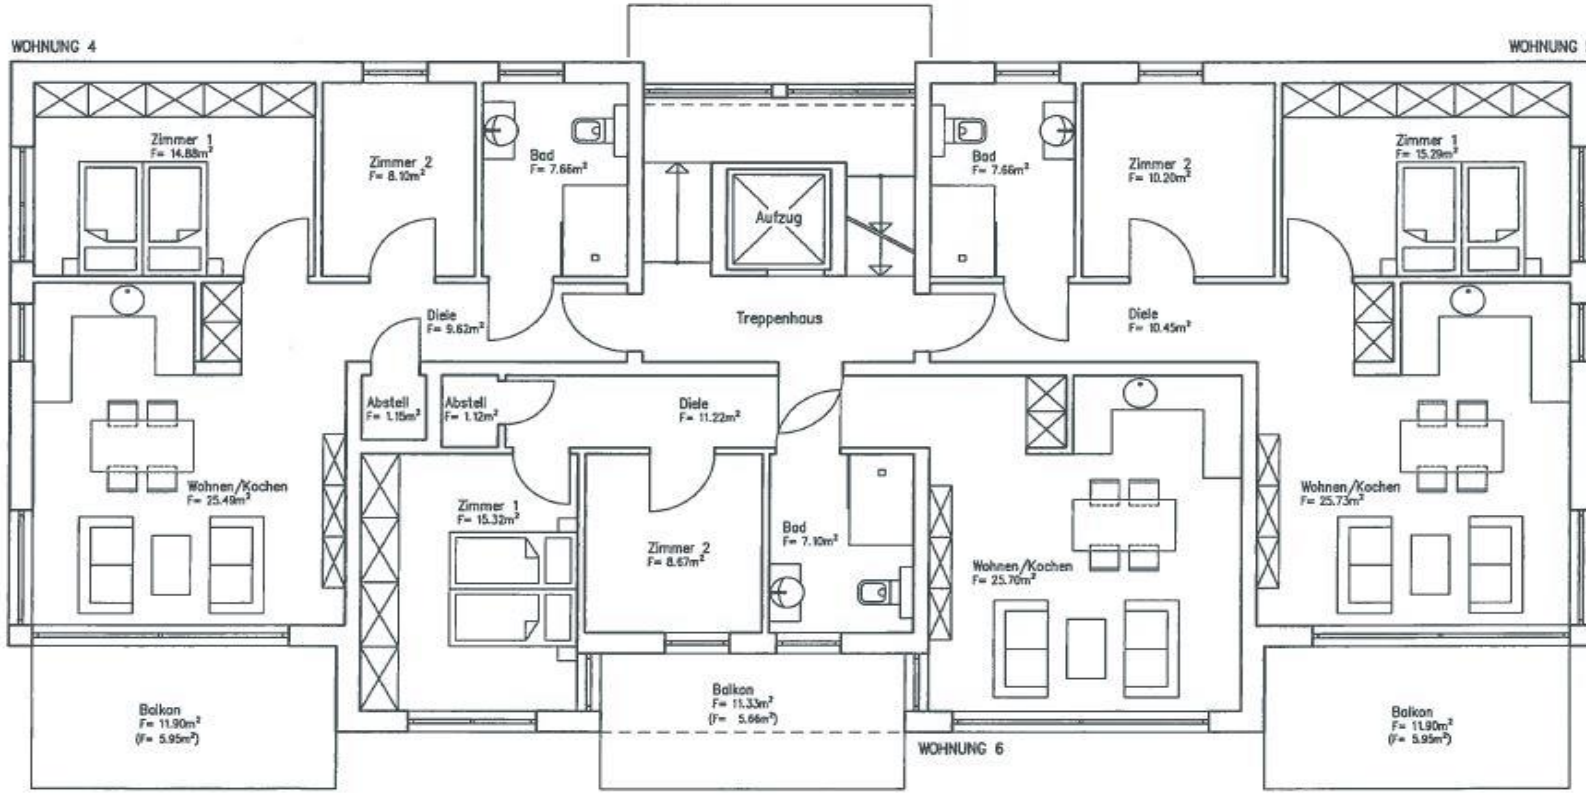 WOHNUNG 4
WOHNUNG
Zimmer 1
F= 14.88m²
Zimmer 2
F= 8.10m²
Bad
F= 7.66m²
Aufzug
Bad
F= 7.66m²
Zimmer 2
F= 10.20m²
Zimmer 1
F= 15.29m²
Diele
F= 9.62m²
Treppenhaus
Diele
F= 10.45m²
Abstell
F= 1.15m²
Abstell
F= 1.12m²
Diele
F= 11.22m²
Wohnen/Kochen
F= 25.49m²
Zimmer 1
F= 15.32m²
Zimmer 2
F= 8.67m²
Bad
F= 7.10m²
Wohnen/Kochen
F= 25.70m²
Wohnen/Kochen
F= 25.73m²
Balkon
F= 11.90m²
(F= 5.95m²)
Balkon
F= 11.33m²
(F= 5.66m²)
Balkon
F= 11.90m²
(F= 5.95m²)
WOHNUNG 6